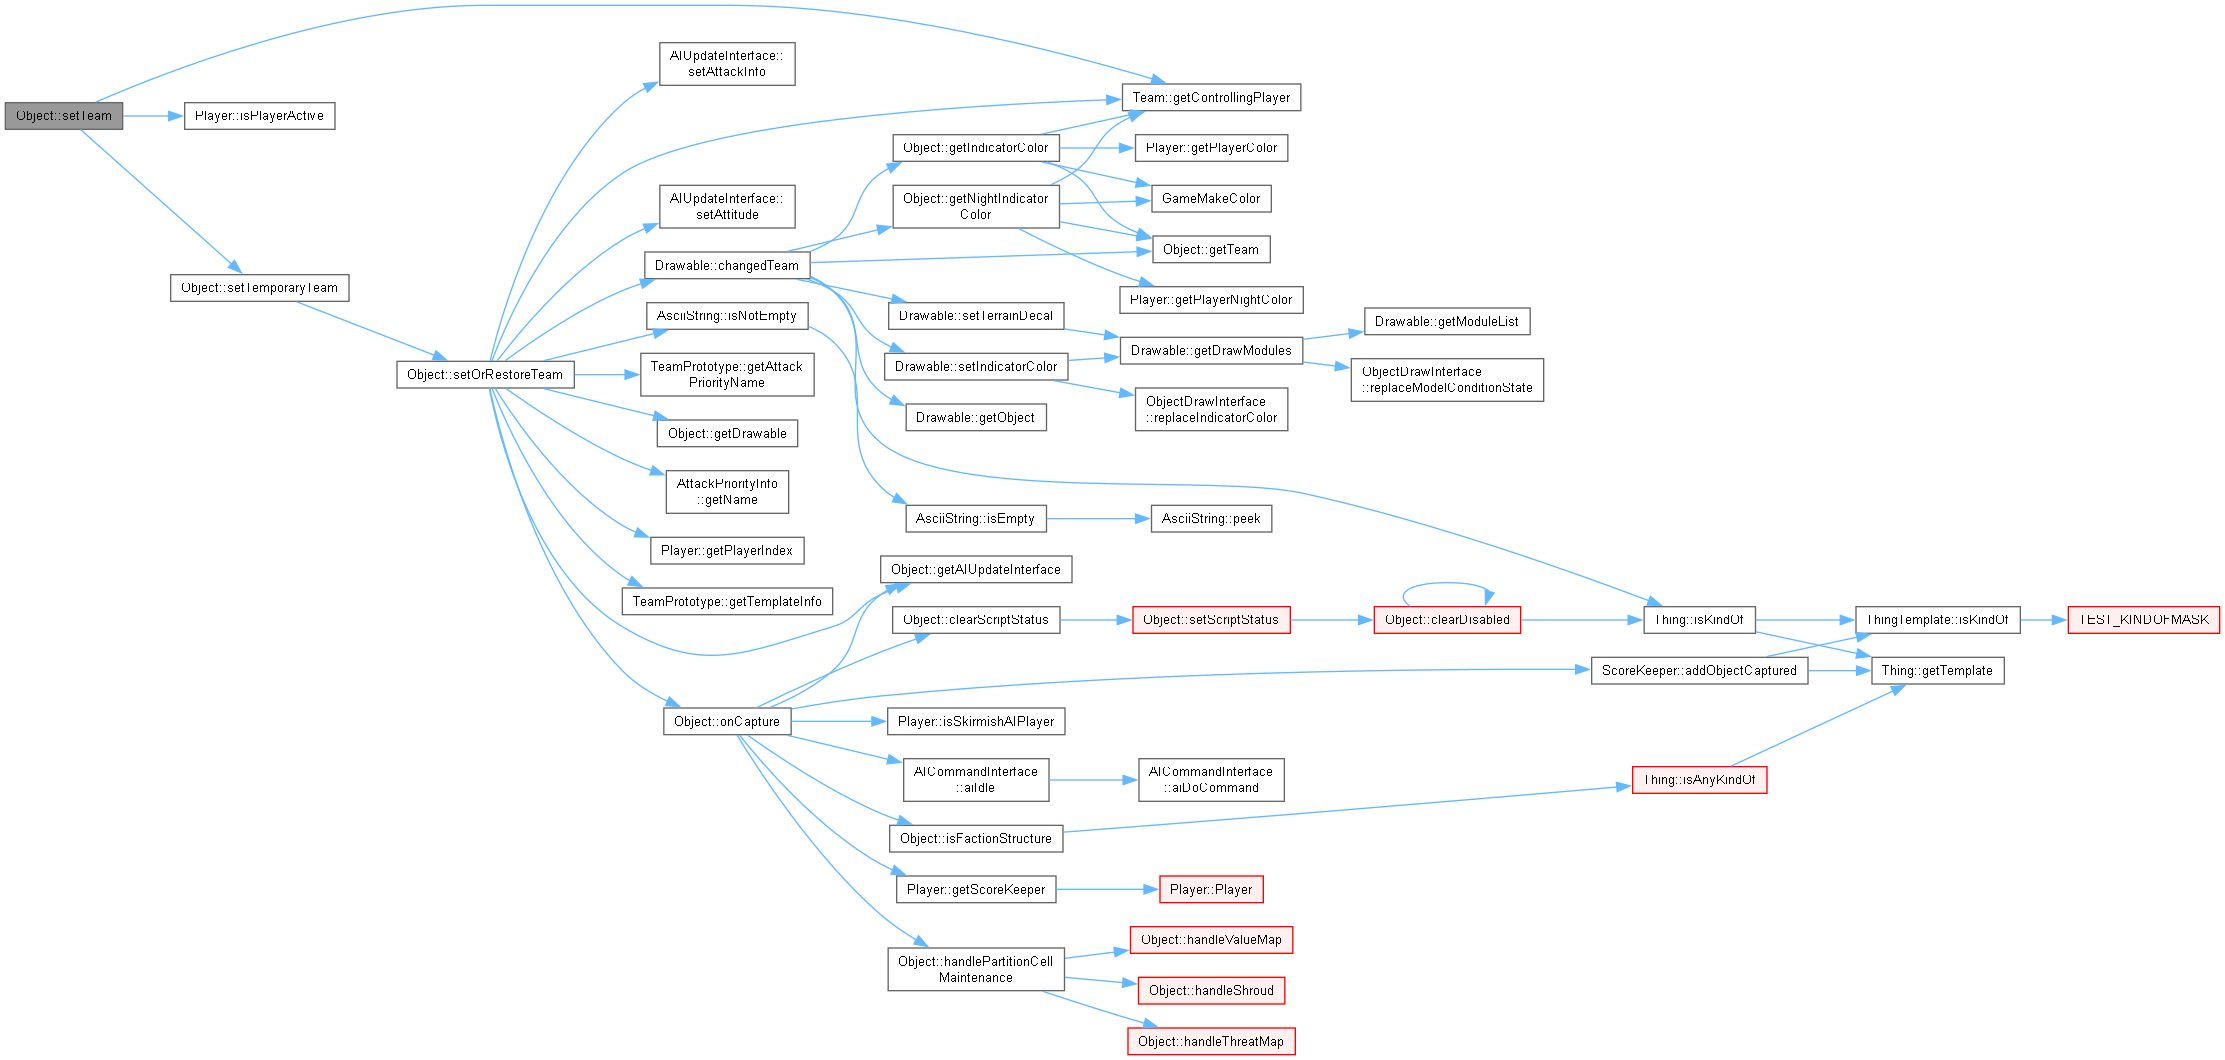 Object::setTeam
Player::isPlayerActive
Object::setTemporaryTeam
Object::setOrRestoreTeam
AIUpdateInterface::
setAttackInfo
AIUpdateInterface::
setAttitude
Drawable::changedTeam
AsciiString::isNotEmpty
TeamPrototype::getAttack
PriorityName
Object::getDrawable
AttackPriorityInfo
::getName
Player::getPlayerIndex
TeamPrototype::getTemplateInfo
Object::onCapture
Object::getIndicatorColor
Object::getNightIndicator
Color
Drawable::setTerrainDecal
Drawable::setIndicatorColor
Drawable::getObject
AsciiString::isEmpty
Object::getAIUpdateInterface
Object::clearScriptStatus
Player::isSkirmishAIPlayer
AICommandInterface
::aiIdle
Object::isFactionStructure
Player::getScoreKeeper
Object::handlePartitionCell
Maintenance
Team::getControllingPlayer
Player::getPlayerColor
GameMakeColor
Object::getTeam
Player::getPlayerNightColor
Drawable::getDrawModules
ObjectDrawInterface
::replaceIndicatorColor
AsciiString::peek
Object::setScriptStatus
AICommandInterface
::aiDoCommand
Player::Player
Object::handleValueMap
Object::handleShroud
Object::handleThreatMap
Drawable::getModuleList
ObjectDrawInterface
::replaceModelConditionState
Object::clearDisabled
Thing::isKindOf
ScoreKeeper::addObjectCaptured
Thing::isAnyKindOf
ThingTemplate::isKindOf
Thing::getTemplate
TEST_KINDOFMASK